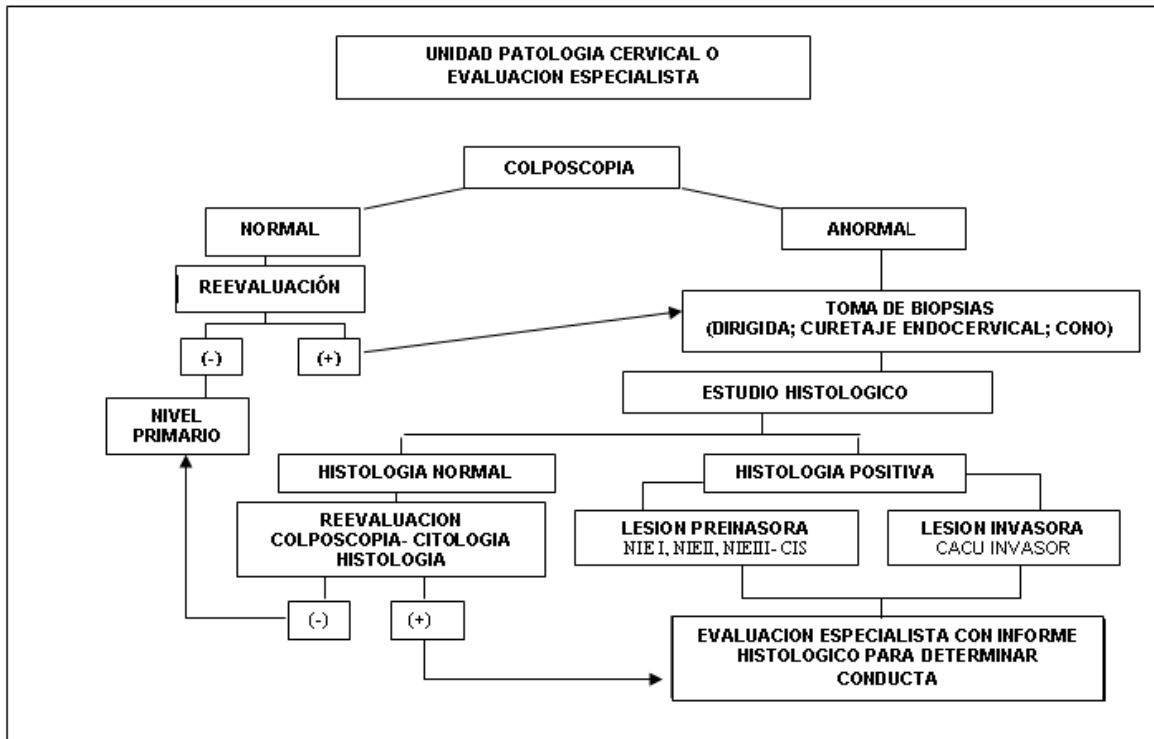 UNIDAD PATOLOGIA CERVICAL O
EVALUACION ESPECIALISTA
COLPOSCOPIA
NORMAL
ANORMAL
REEVALUACIÓN
TOMA DE BIOPSIAS
(DIRIGIDA; CURETAJE ENDOCERVICAL; CONO)
(-)
(+)
ESTUDIO HISTOLOGICO
NIVEL
PRIMARIO
HISTOLOGIA NORMAL
HISTOLOGIA POSITIVA
REEVALUACION
COLPOSCOPIA- CITOLOGIA
HISTOLOGIA
LESION PREINASORA
NIE I, NIEII, NIEIII- CIS
LESION INVASORA
CACU INVASOR
(-)
(+)
EVALUACION ESPECIALISTA CON INFORME
HISTOLOGICO PARA DETERMINAR
CONDUCTA